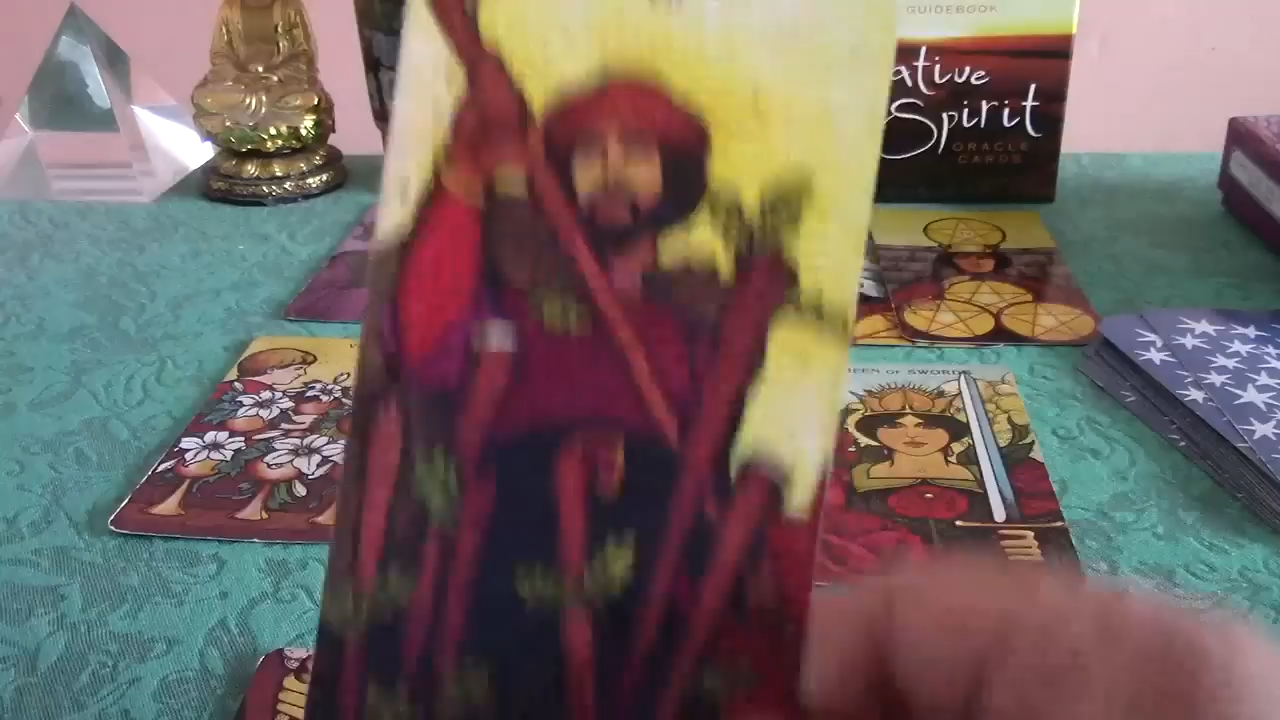 GUIDEBOOK
ative
Spirit
ORACLE
CARDS
EEN OF SWORDS